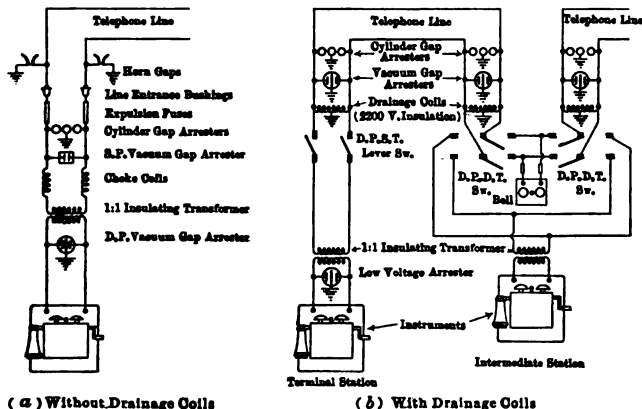 Telephone Line
Horn Gaps
Line Entrance Bushings
Expulsion Fuses
Cylinder Gap Arresters
S.P. Vacuum Gap Arrester
Choke Coils
1:1 Insulating Transformer
D.P. Vacuum Gap Arrester
(a) Without Drainage Coils
Telephone Line
Telephone Line
Cylinder Gap
Arresters
Vacuum Gap
Arresters
Drainage Coils
(2200 V. Insulation)
D.P.S.T.
Lever Sw.
D.P.D.T.
Sw.
Bell
D.P.D.T.
Sw.
1:1 Insulating Transformer
Low Voltage Arrester
Instruments
Terminal Station
Intermediate Station
(b) With Drainage Coils